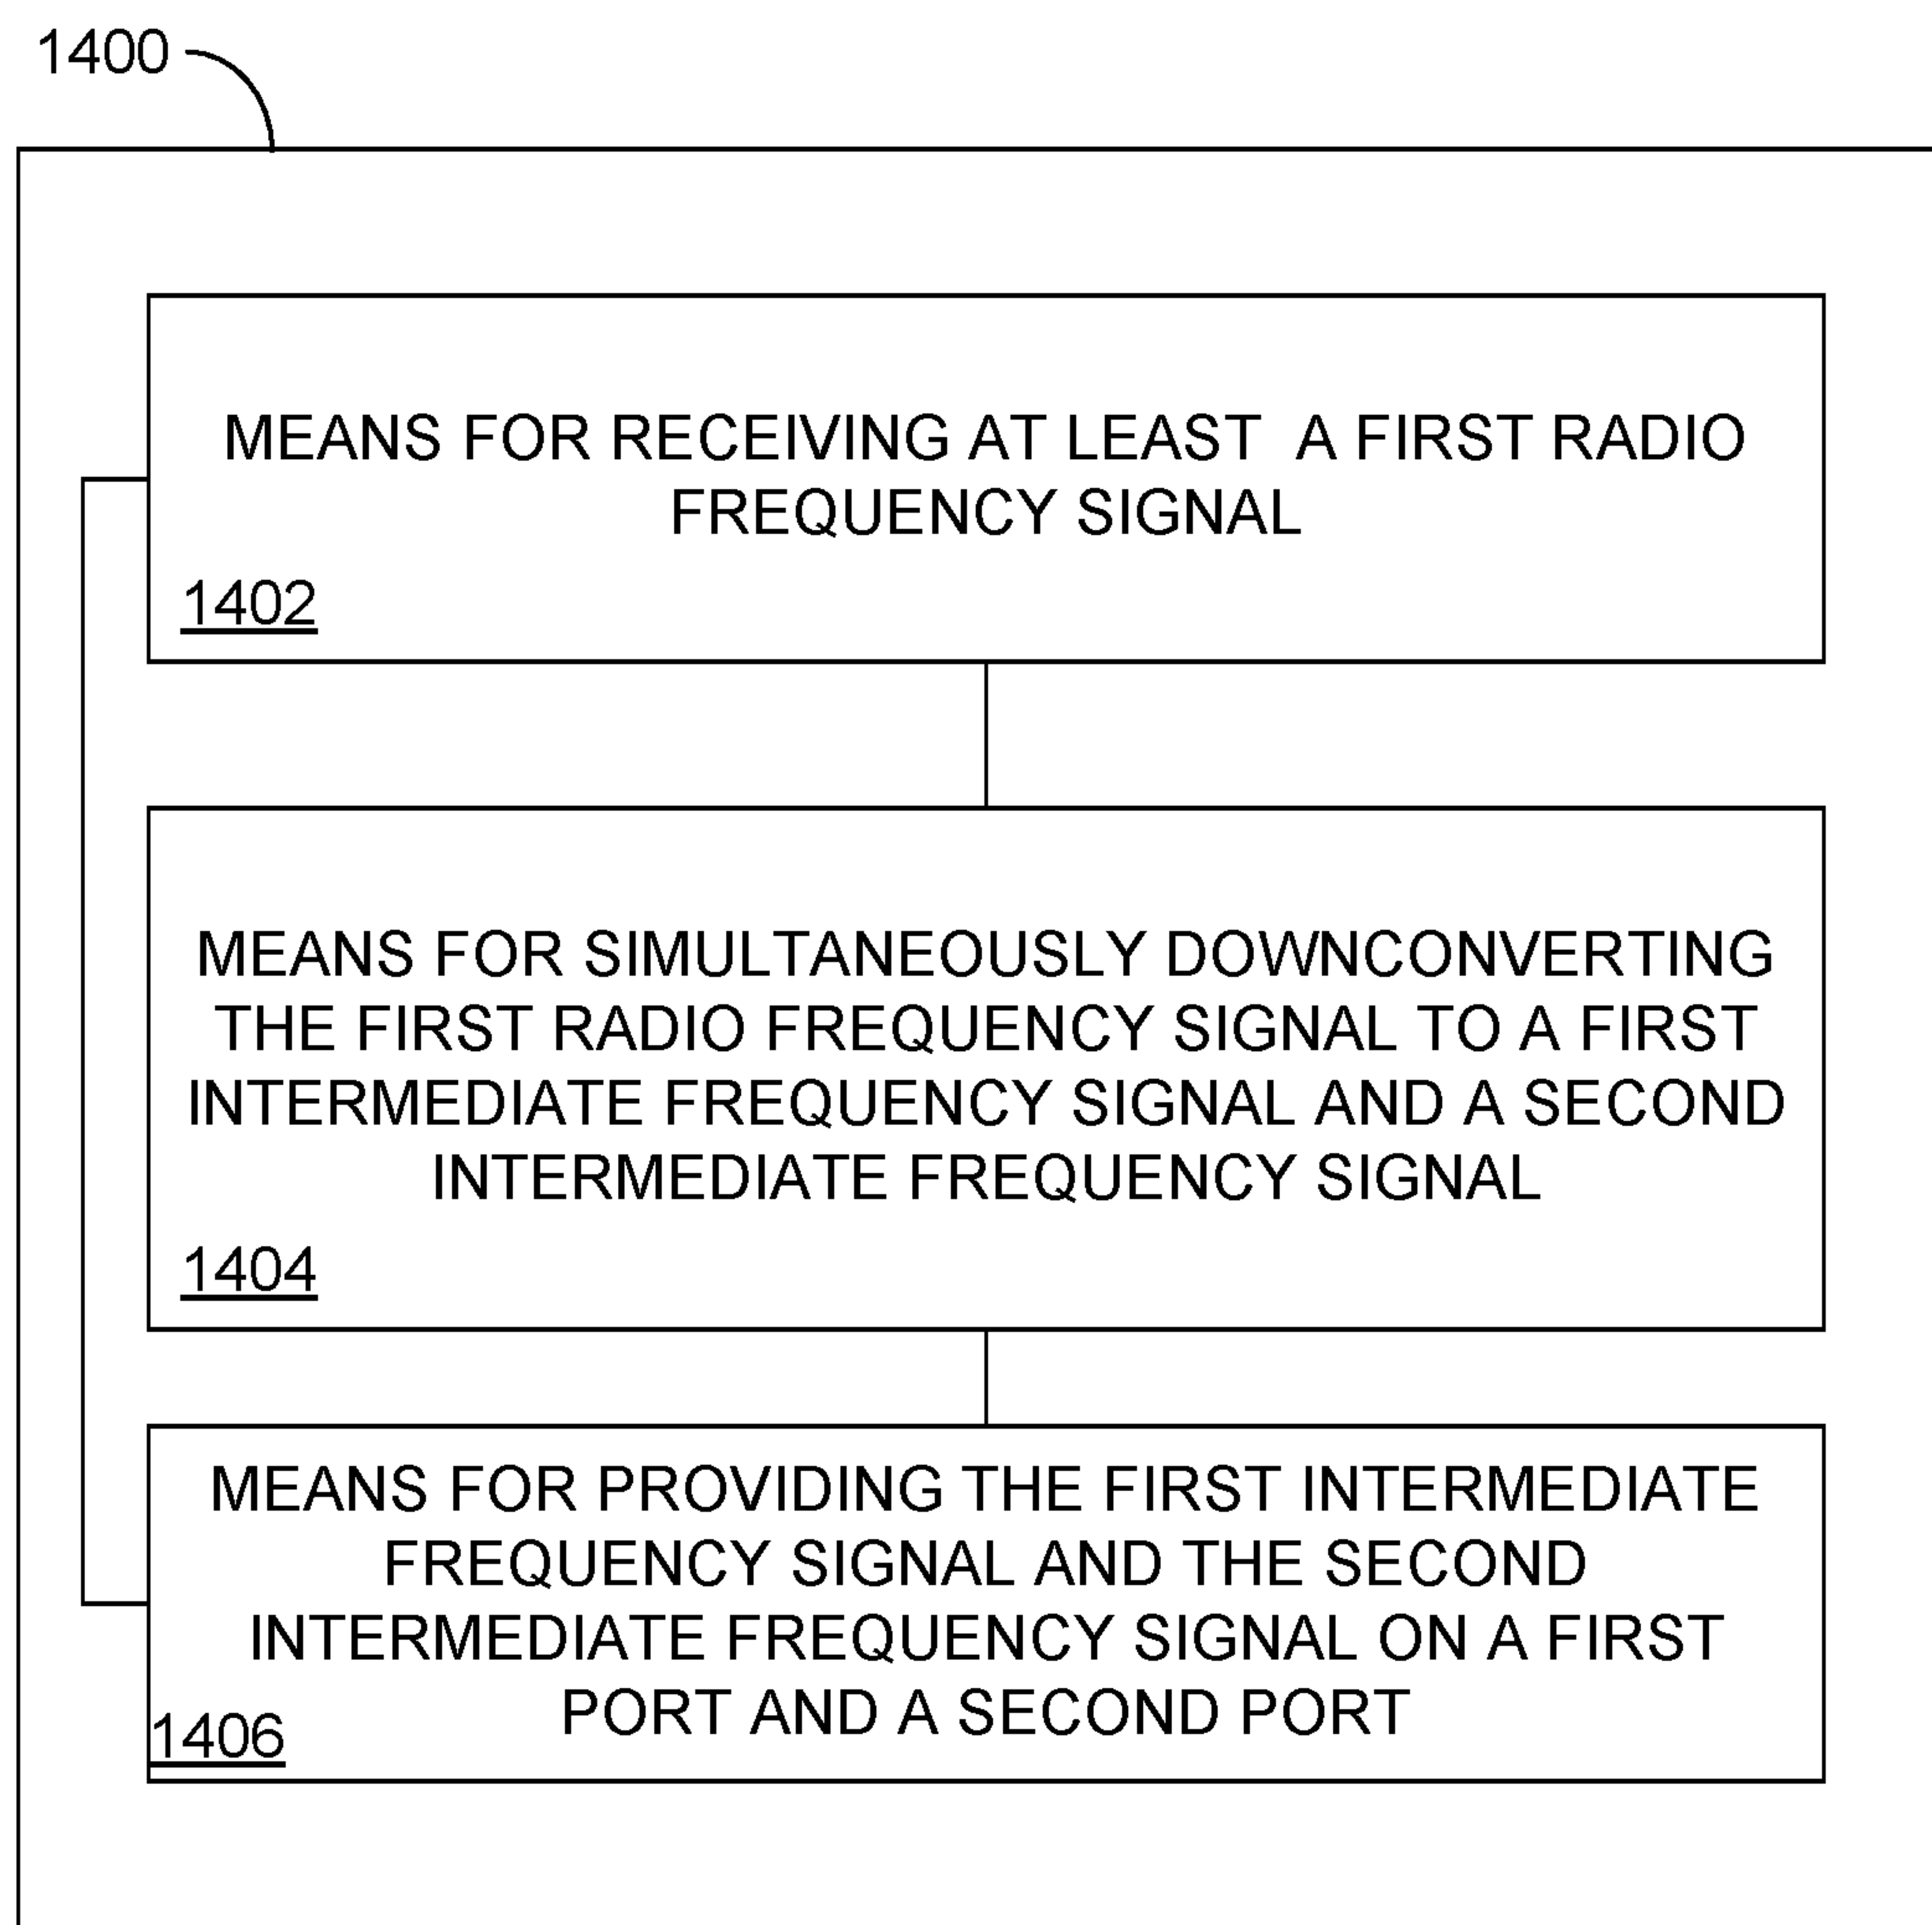 1400
MEANS FOR RECEIVING AT LEAST A FIRST RADIO
FREQUENCY SIGNAL
1402
MEANS FOR SIMULTANEOUSLY DOWNCONVERTING
THE FIRST RADIO FREQUENCY SIGNAL TO A FIRST
INTERMEDIATE FREQUENCY SIGNAL AND A SECOND
INTERMEDIATE FREQUENCY SIGNAL
1404
MEANS FOR PROVIDING THE FIRST INTERMEDIATE
FREQUENCY SIGNAL AND THE SECOND
INTERMEDIATE FREQUENCY SIGNAL ON A FIRST
PORT AND A SECOND PORT
1406